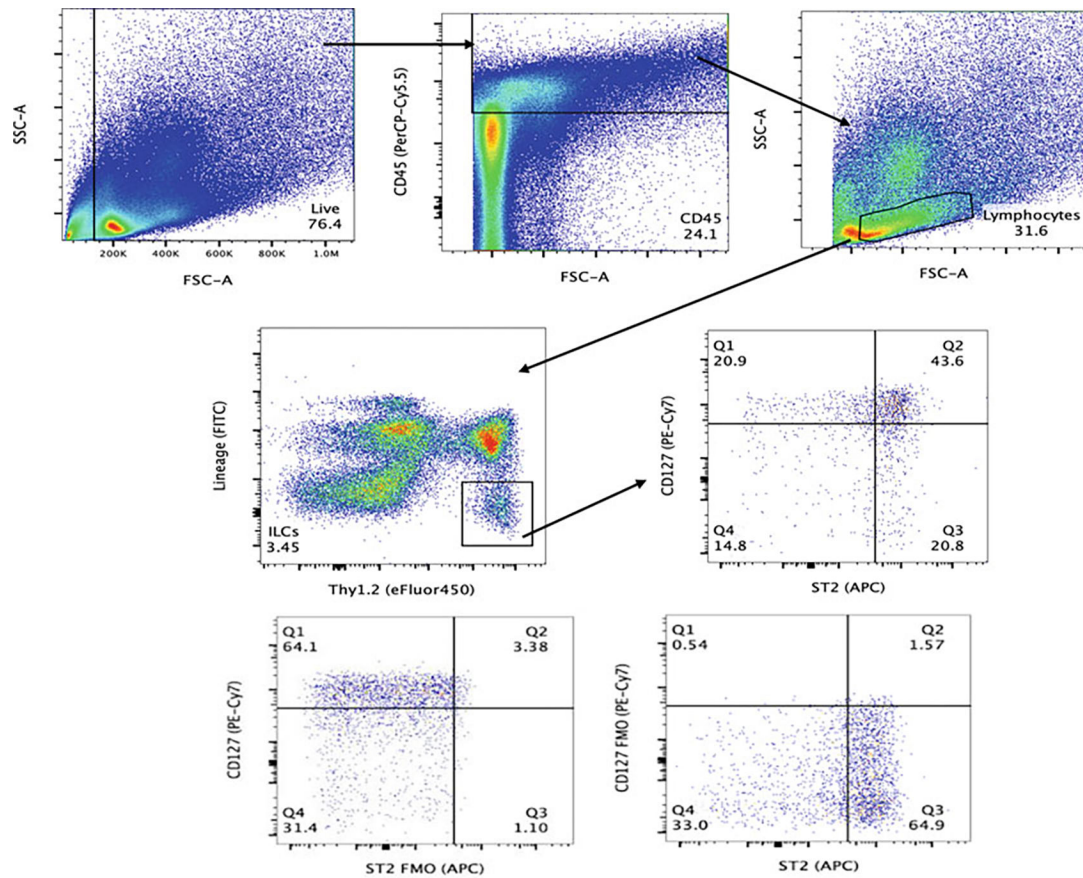 SSC-A
Live
76.4
200K 400K 600K 800K 1.0M
FSC-A
CD45 (PerCP-Cy5.5)
CD45
24.1
FSC-A
SSC-A
Lymphocytes
31.6
FSC-A
Lineage (FITC)
ILCs
3.45
Thy1.2 (eFluor450)
CD127 (PE-Cy7)
Q1
20.9
Q2
43.6
Q4
14.8
Q3
20.8
ST2 (APC)
CD127 (PE-Cy7)
Q1
64.1
Q2
3.38
Q4
31.4
Q3
1.10
ST2 FMO (APC)
CD127 FMO (PE-Cy7)
Q1
0.54
Q2
1.57
Q4
33.0
Q3
64.9
ST2 (APC)